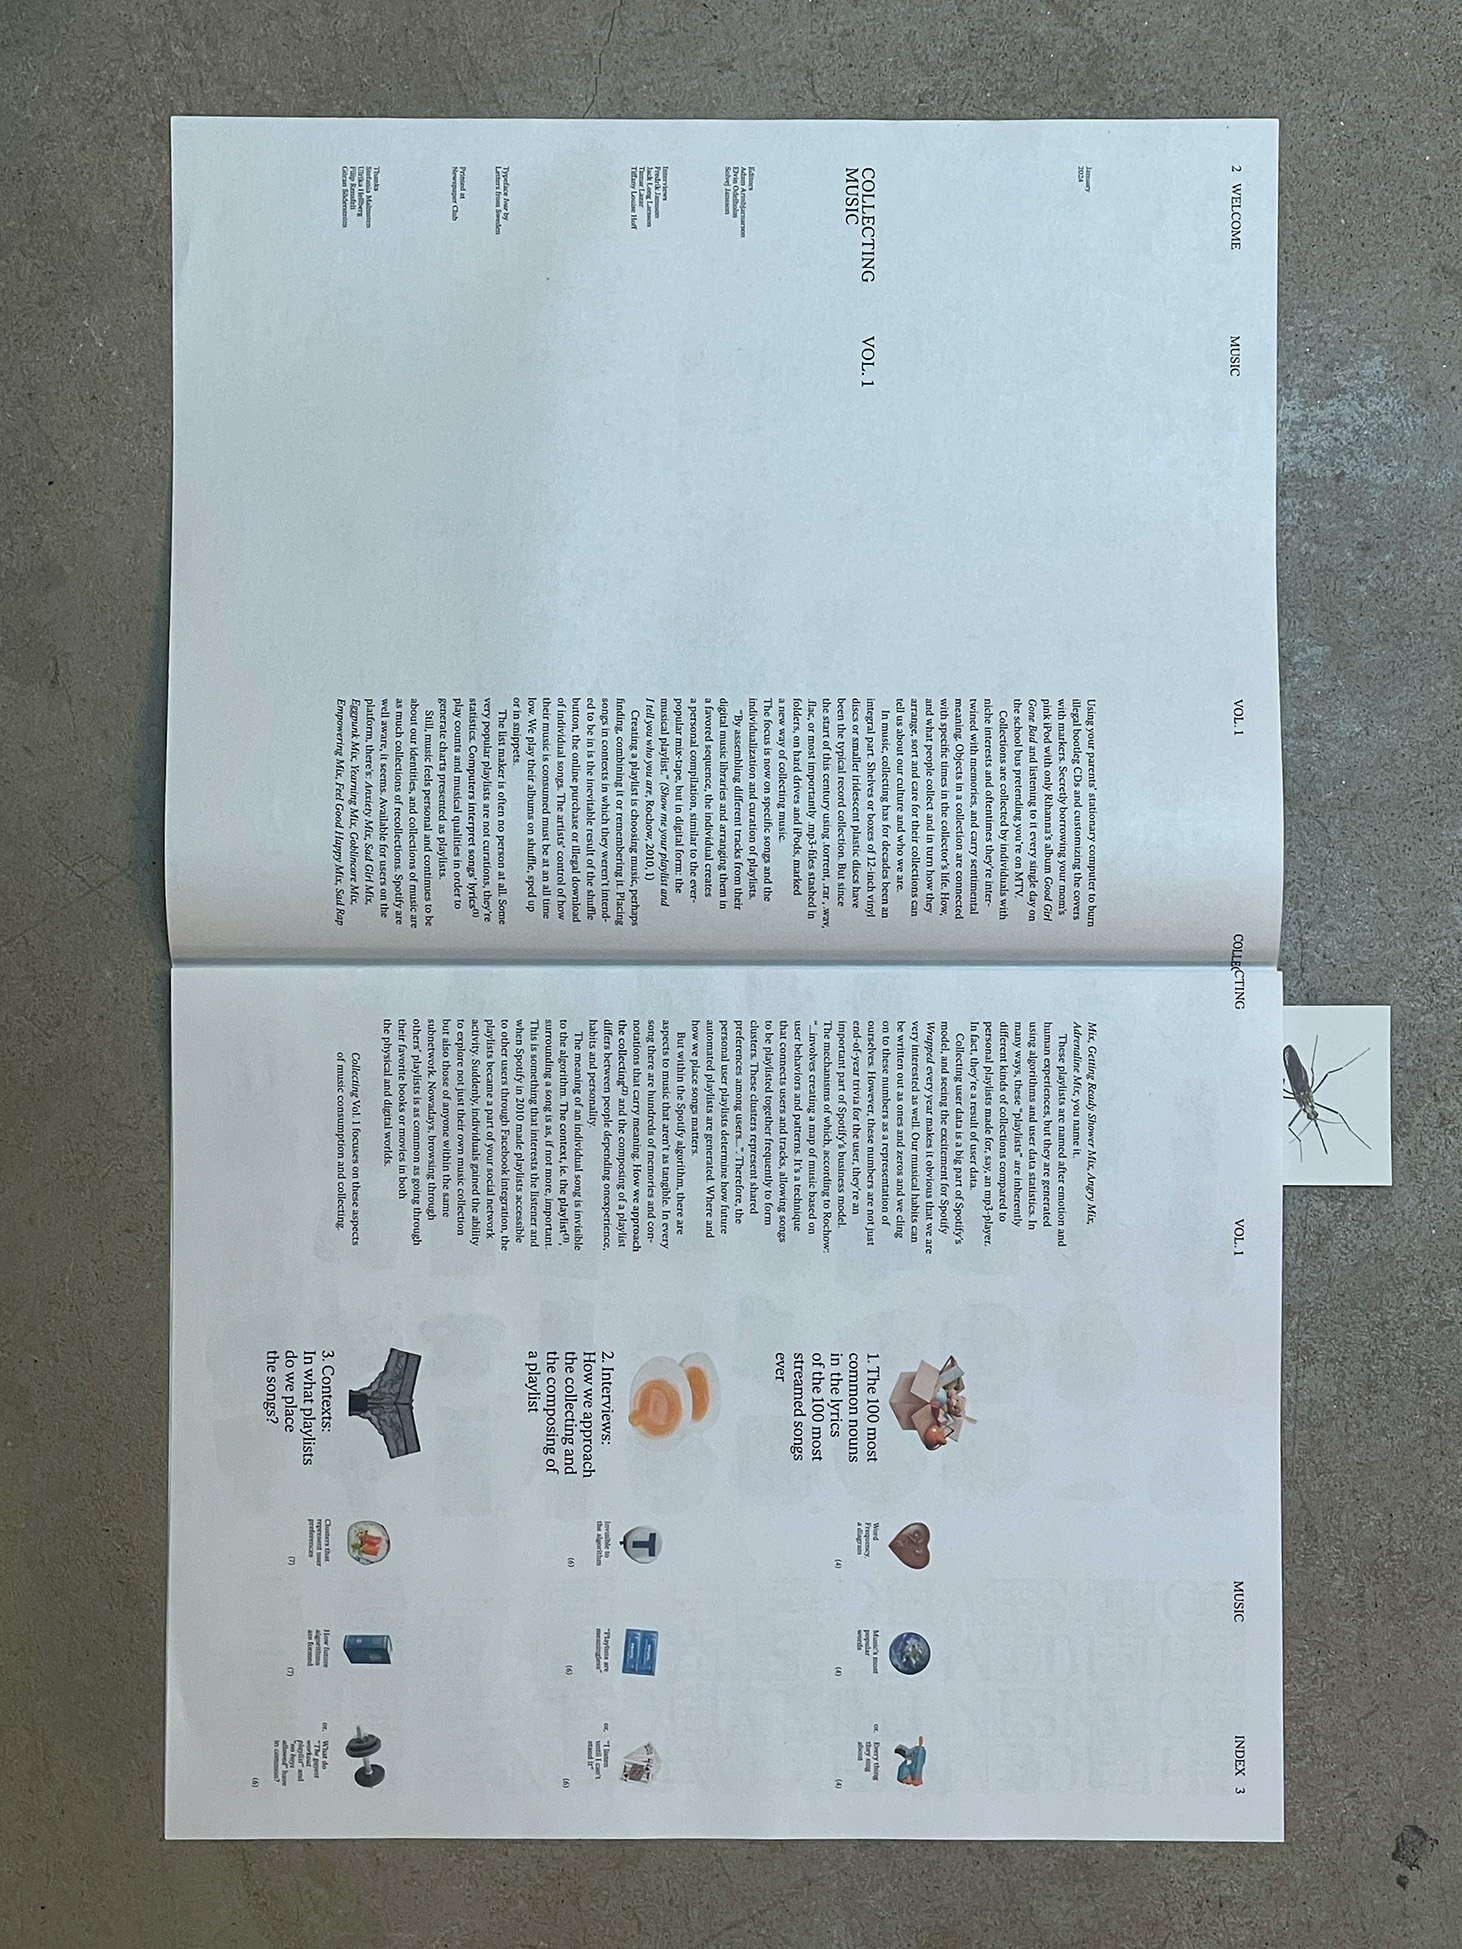 2 WELCOME
MUSIC
VOL. 1
COLLECTING
VOL. 1
MUSIC
INDEX 3
January
2024
COLLECTING VOL. 1
MUSIC
Editors
Adam Arnbjarnarson
Elvin Odelholm
Solvej Jansson
Interviews
Fredrik Jansson
Jack Long Larsson
Timar Lazar
Tiffany Louise Hoff
Typeface Ivar by
Letters from Sweden
Printed at
Newspaper Club
Thanks
Stefania Malmsten
Ulrika Hellberg
Filip Rensfelt
Göran Söderström
Using your parents' stationary computer to burn
illegal bootleg CDs and customizing the covers
with markers. Secretly borrowing your mom's
pink iPod with only Rihanna's album Good Girl
Gone Bad and listening to it every single day on
the school bus pretending you're on MTV.
Collections are collected by individuals with
niche interests and oftentimes they're inter-
twined with memories, and carry sentimental
meaning. Objects in a collection are connected
with specific times in the collector's life. How,
and what people collect and in turn how they
arrange, sort and care for their collections can
tell us about our culture and who we are.
In music, collecting has for decades been an
integral part. Shelves or boxes of 12-inch vinyl
discs or smaller iridescent plastic discs have
been the typical record collection. But since
the start of this century using .torrent, .rar, .wav,
.flac, or most importantly .mp3-files stashed in
folders, on hard drives and iPods, marked
a new way of collecting music.
The focus is now on specific songs and the
individualization and curation of playlists.
"By assembling different tracks from their
digital music libraries and arranging them in
a favored sequence, the individual creates
a personal compilation, similar to the ever-
popular mix-tape, but in digital form: the
musical playlist." (Show me your playlist and
I tell you who you are, Rochow, 2010, 1)
Creating a playlist is choosing music, perhaps
finding, combining it or remembering it. Placing
songs in contexts in which they weren't intend-
ed to be in is the inevitable result of the shuffle
button, the online purchase or illegal download
of individual songs. The artists' control of how
their music is consumed must be at an all time
low. We play their albums on shuffle, sped up
or in snippets.
The list maker is often no person at all. Some
very popular playlists are not curations, they're
statistics. Computers interpret songs' lyrics(1)
play counts and musical qualities in order to
generate charts presented as playlists.
Still, music feels personal and continues to be
about our identities, and collections of music are
as much collections of recollections. Spotify are
well aware, it seems. Available for users on the
platform, there's: Anxiety Mix, Sad Girl Mix,
Eggpunk Mix, Yearning Mix, Goblincore Mix,
Empowering Mix, Feel Good Happy Mix, Sad Rap
Mix, Getting Ready Shower Mix, Angry Mix,
Adrenaline Mix, you name it.
These playlists are named after emotion and
human experiences, but they are generated
using algorithms and user data statistics. In
many ways, these "playlists" are inherently
different kinds of collections compared to
personal playlists made for, say, an mp3-player.
In fact, they're a result of user data.
Collecting user data is a big part of Spotify's
model, and seeing the excitement for Spotify
Wrapped every year makes it obvious that we are
very interested as well. Our musical habits can
be written out as ones and zeros and we cling
on to these numbers as a representation of
ourselves. However, these numbers are not just
end-of-year trivia for the user, they're an
important part of Spotify's business model.
The mechanisms of which, according to Rochow:
"...involves creating a map of music based on
user behaviors and patterns. It's a technique
that connects users and tracks, allowing songs
to be playlisted together frequently to form
clusters. These clusters represent shared
preferences among users...". Therefore, the
personal user playlists determine how future
automated playlists are generated. Where and
how we place songs matters.
But within the Spotify algorithm, there are
aspects to music that aren't as tangible. In every
song there are hundreds of memories and con-
notations that carry meaning. How we approach
the collecting(2) and the composing of a playlist
differs between people depending on experience,
habits and personality.
The meaning of an individual song is invisible
to the algorithm. The context, ie. the playlist(3),
surrounding a song is as, if not more, important.
This is something that interests the listener and
when Spotify in 2010 made playlists accessible
to other users through Facebook integration, the
playlists became a part of your social network
activity. Suddenly, individuals gained the ability
to explore not just their own music collection
but also those of anyone within the same
subnetwork. Nowadays, browsing through
others' playlists is as common as going through
their favorite books or movies in both
the physical and digital worlds.
Collecting Vol. 1 focuses on these aspects
of music consumption and collecting.
1. The 100 most
common nouns
in the lyrics
of the 100 most
streamed songs
ever
Word
Frequency,
a diagram
(4)
Music's most
popular
words
(4)
or, Every thing
they sing
about
(4)
2. Interviews:
How we approach
the collecting and
the composing of
a playlist
T
Invisible to
the algorithm
(6)
"Playlists are
meaningless"
(6)
or, "I listen
until I can't
stand it"
(6)
3. Contexts:
In what playlists
do we place
the songs?
Clusters that
represent user
preferences
(7)
How future
algorithms
are formed
(7)
or, What do
"The gayest
workout
playlist" and
"no boys
allowed" have
in common?
(6)